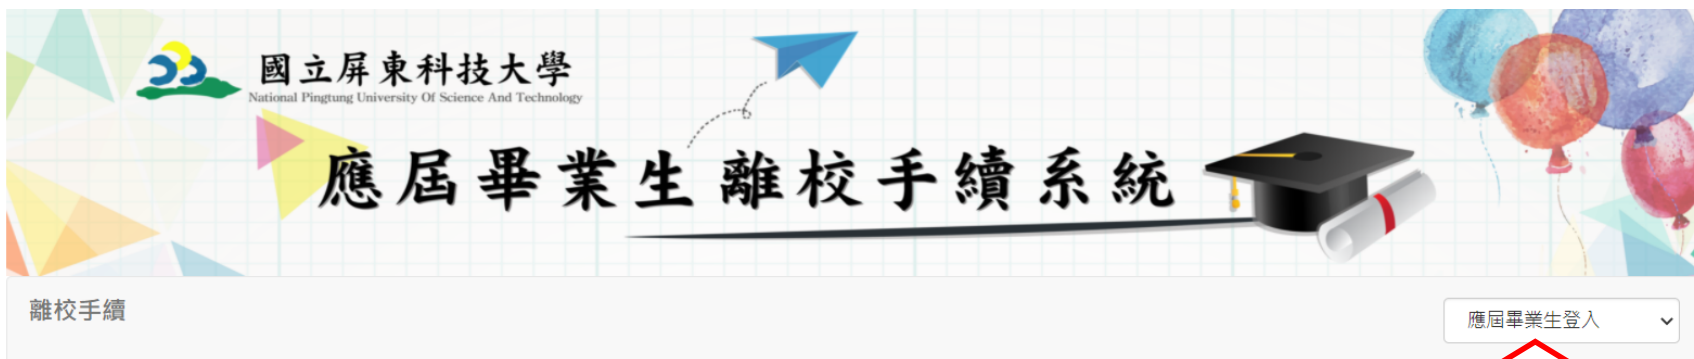 國立屏東科技大學
National Pingtung University Of Science And Technology
應屆畢業生離校手續系統
離校手續
應屆畢業生登入